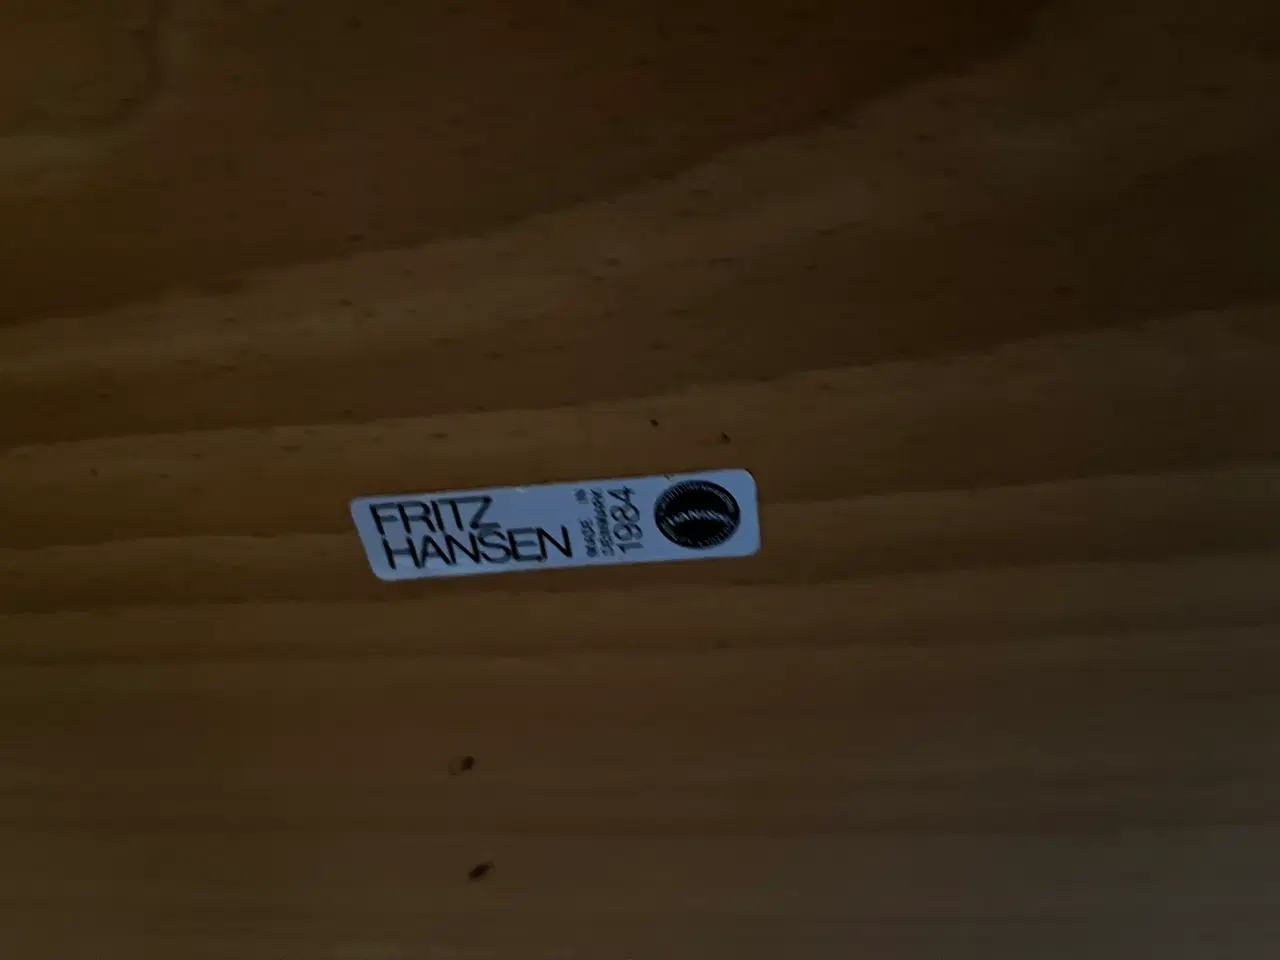 FRITZ
HANSEN
MADE IN
DENMARK
1984